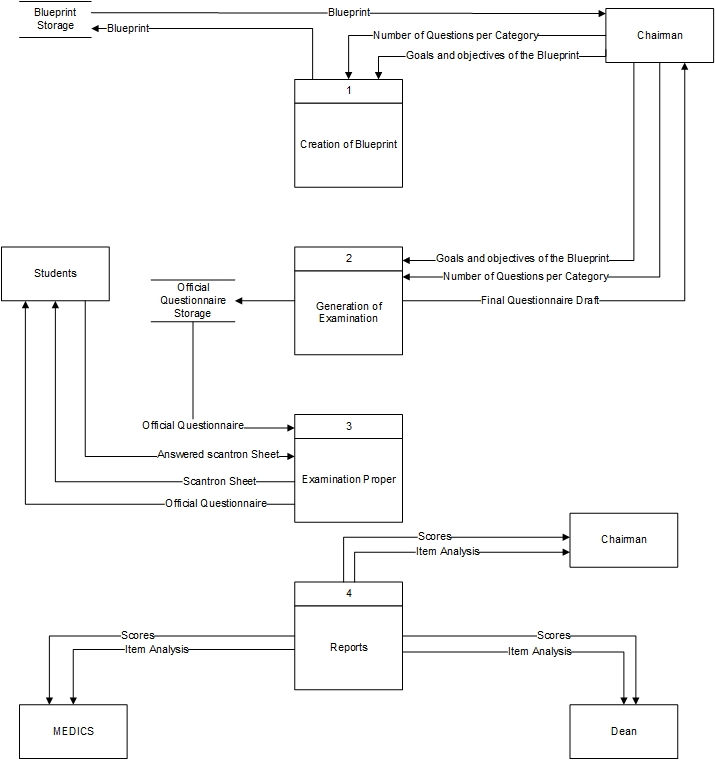 Blueprint
Storage
Blueprint
Blueprint
Number of Questions per Category
Chairman
Goals and objectives of the Blueprint
1
Creation of Blueprint
2
Goals and objectives of the Blueprint
Number of Questions per Category
Students
Official
Questionnaire
Storage
Generation of
Examination
Final Questionnaire Draft
Official Questionnaire
3
Answered scantron Sheet
Scantron Sheet
Examination Proper
Official Questionnaire
Scores
Item Analysis
Chairman
4
Reports
Scores
Item Analysis
Scores
Item Analysis
MEDICS
Dean